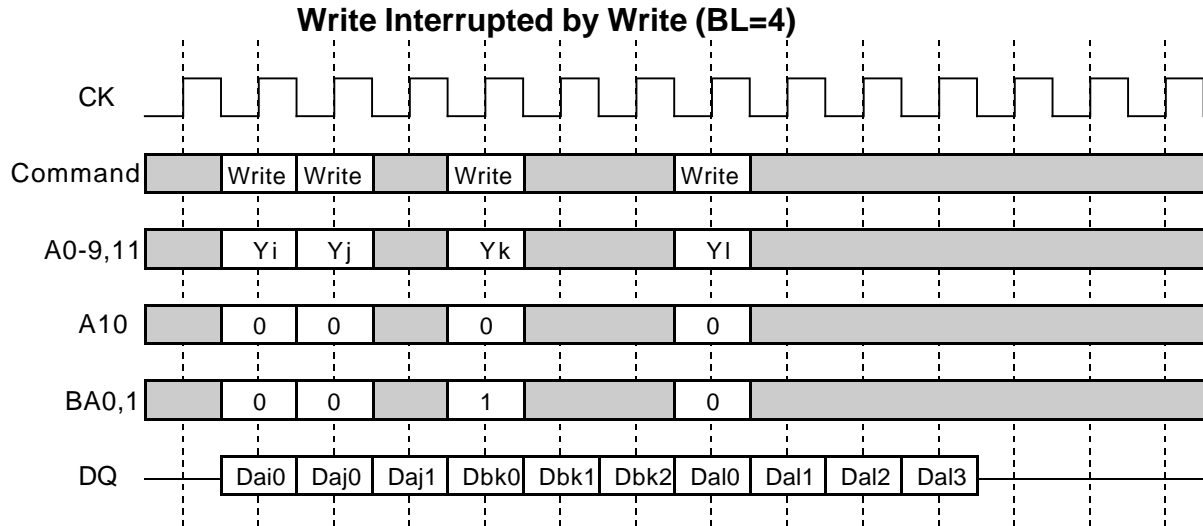 Write Interrupted by Write (BL=4)
CK
Command Write Write Write Write
A0-9,11 Yi Yj Yk Yl
A10 0 0 0 0
BA0,1 0 0 1 0
DQ Dai0 Daj0 Daj1 Dbk0 Dbk1 Dbk2 Dal0 Dal1 Dal2 Dal3